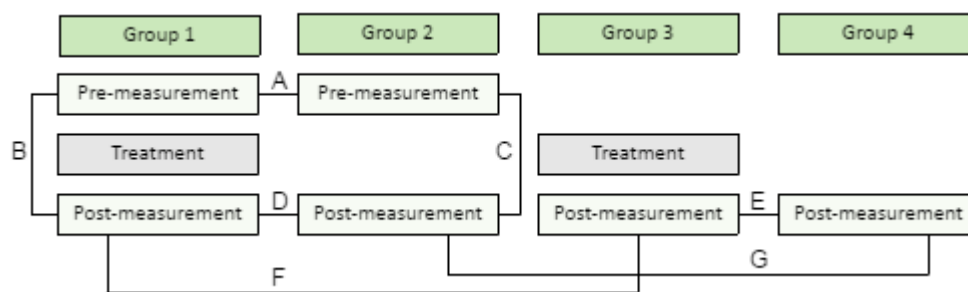 Group 1
Group 2
Group 3
Group 4
A
Pre-measurement
Pre-measurement
B
Treatment
C
Treatment
D
E
Post-measurement
Post-measurement
Post-measurement
Post-measurement
G
F